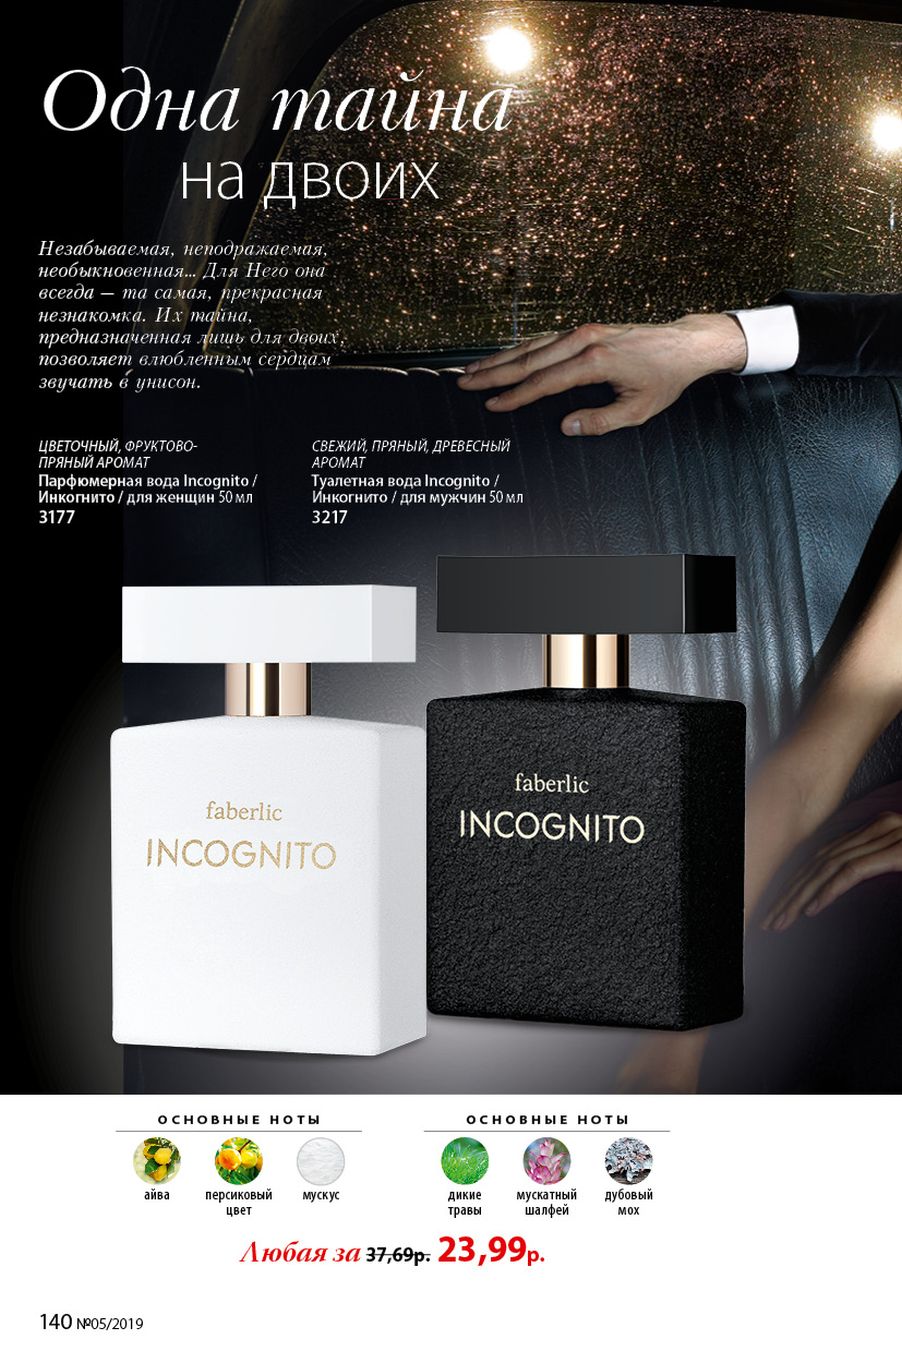 Одна тайна
на двоих
Незабываемая, неподражаемая,
необыкновенная... Для Него она
всегда — та самая, прекрасная
незнакомка. Их тайна,
предназначенная лишь для двоих,
позволяет влюбленным сердцам
звучать в унисон.
ЦВЕТОЧНЫЙ, ФРУКТОВО-
ПРЯНЫЙ АРОМАТ
Парфюмерная вода Incognito /
Инкогнито / для женщин 50 мл
3177
СВЕЖИЙ, ПРЯНЫЙ, ДРЕВЕСНЫЙ
АРОМАТ
Туалетная вода Incognito /
Инкогнито / для мужчин 50 мл
3217
faberlic
INCOGNITO
faberlic
INCOGNITO
ОСНОВНЫЕ НОТЫ
айва
персиковый
цвет
мускус
ОСНОВНЫЕ НОТЫ
дикие
травы
мускатный
шалфей
дубовый
мох
Любая за 37,69р. 23,99р.
140 №05/2019